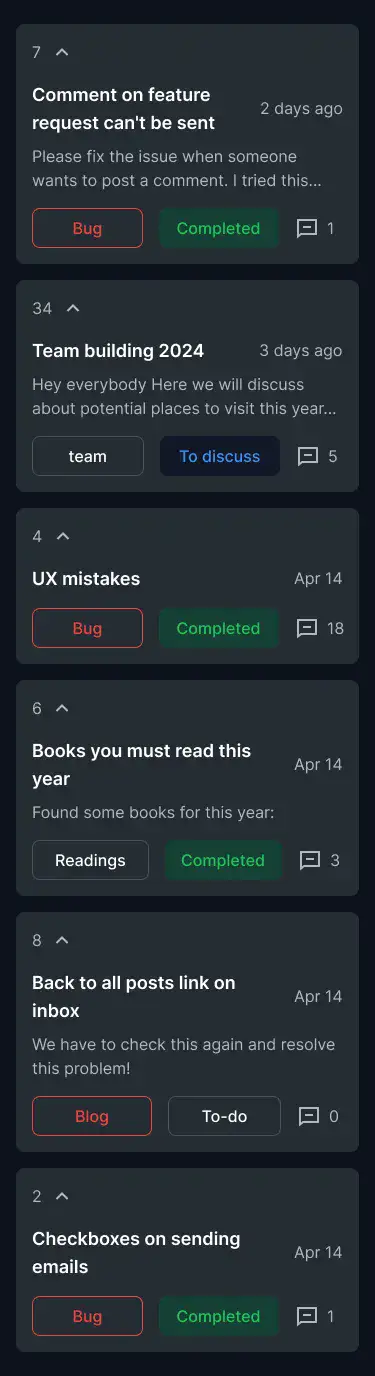 7
Comment on feature
request can't be sent
2 days ago
Please fix the issue when someone
wants to post a comment. I tried this...
Bug Completed 1
34
Team building 2024 3 days ago
Hey everybody Here we will discuss
about potential places to visit this year...
team To discuss 5
4
UX mistakes Apr 14
Bug Completed 18
6
Books you must read this
year
Apr 14
Found some books for this year:
Readings Completed 3
8
Back to all posts link on
inbox
Apr 14
We have to check this again and resolve
this problem!
Blog To-do 0
2
Checkboxes on sending
emails
Apr 14
Bug Completed 1